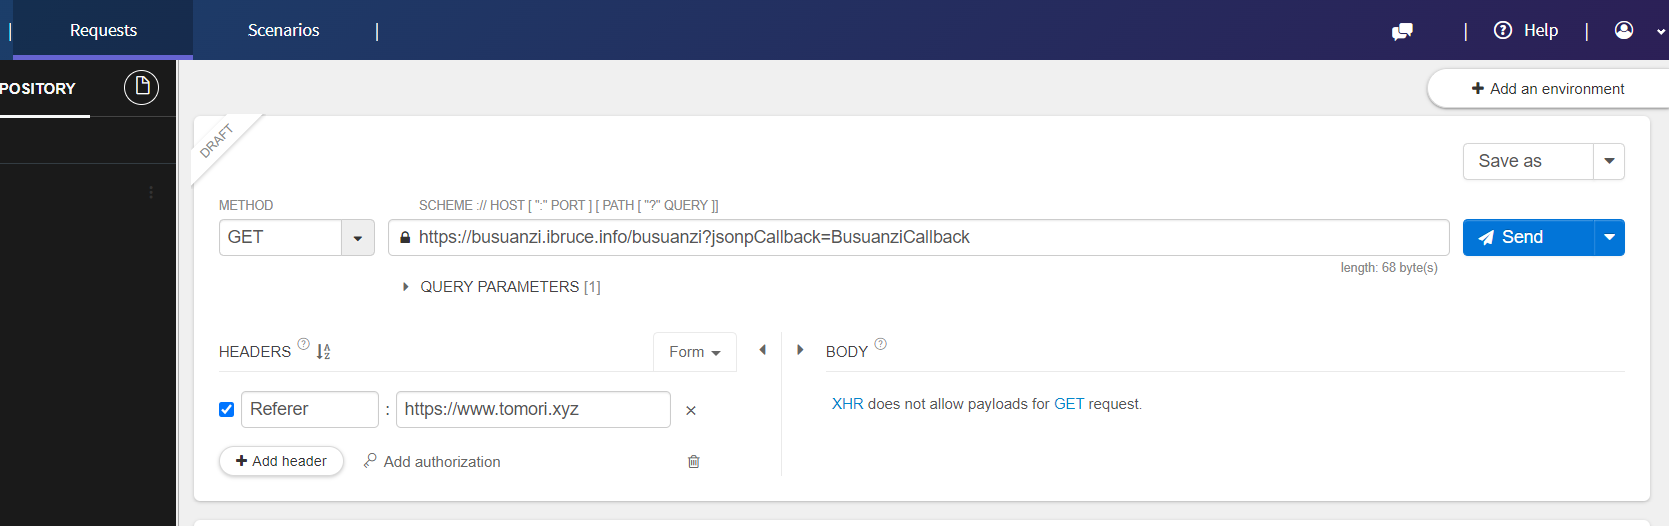 | Requests Scenarios | | Help |
POSITORY
Add an environment
DRAFT
Save as
METHOD SCHEME :// HOST [ ":" PORT ] [ PATH [ "?" QUERY ]]
GET https://busuanzi.ibruce.info/busuanzi?jsonpCallback=BusuanziCallback Send
length: 68 byte(s)
QUERY PARAMETERS [1]
HEADERS ? Form BODY ?
Referer : https://www.tomori.xyz ×
XHR does not allow payloads for GET request.
Add header Add authorization